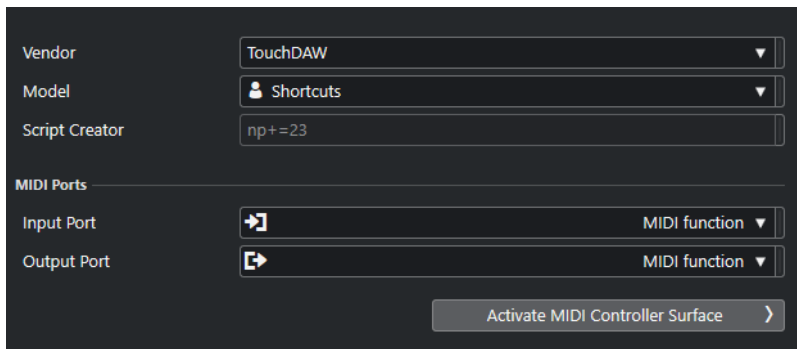 Vendor TouchDAW
Model Shortcuts
Script Creator np+=23
MIDI Ports
Input Port MIDI function
Output Port MIDI function
Activate MIDI Controller Surface